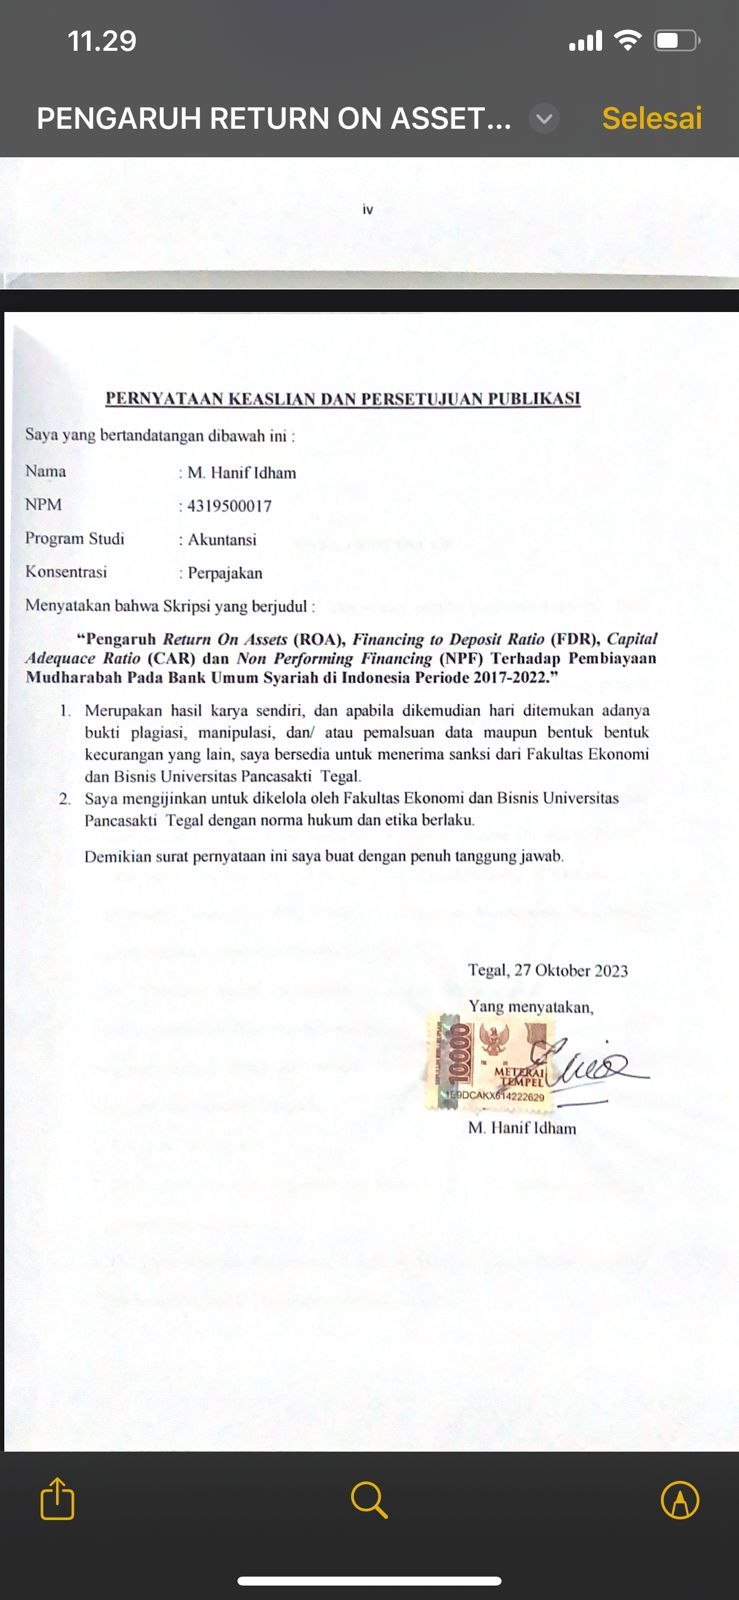 11.29
PENGARUH RETURN ON ASSET...
Selesai
iv
PERNYATAAN KEASLIAN DAN PERSETUJUAN PUBLIKASI
Saya yang bertandatangan dibawah ini :
Nama : M. Hanif Idham
NPM : 4319500017
Program Studi : Akuntansi
Konsentrasi : Perpajakan
Menyatakan bahwa Skripsi yang berjudul :
“Pengaruh Return On Assets (ROA), Financing to Deposit Ratio (FDR), Capital
Adequace Ratio (CAR) dan Non Performing Financing (NPF) Terhadap Pembiayaan
Mudharabah Pada Bank Umum Syariah di Indonesia Periode 2017-2022.”
1. Merupakan hasil karya sendiri, dan apabila dikemudian hari ditemukan adanya
bukti plagiasi, manipulasi, dan/ atau pemalsuan data maupun bentuk bentuk
kecurangan yang lain, saya bersedia untuk menerima sanksi dari Fakultas Ekonomi
dan Bisnis Universitas Pancasakti Tegal.
2. Saya mengijinkan untuk dikelola oleh Fakultas Ekonomi dan Bisnis Universitas
Pancasakti Tegal dengan norma hukum dan etika berlaku.
Demikian surat pernyataan ini saya buat dengan penuh tanggung jawab.
Tegal, 27 Oktober 2023
Yang menyatakan,
10000
METERAI
TEMPEL
M. Hanif Idham